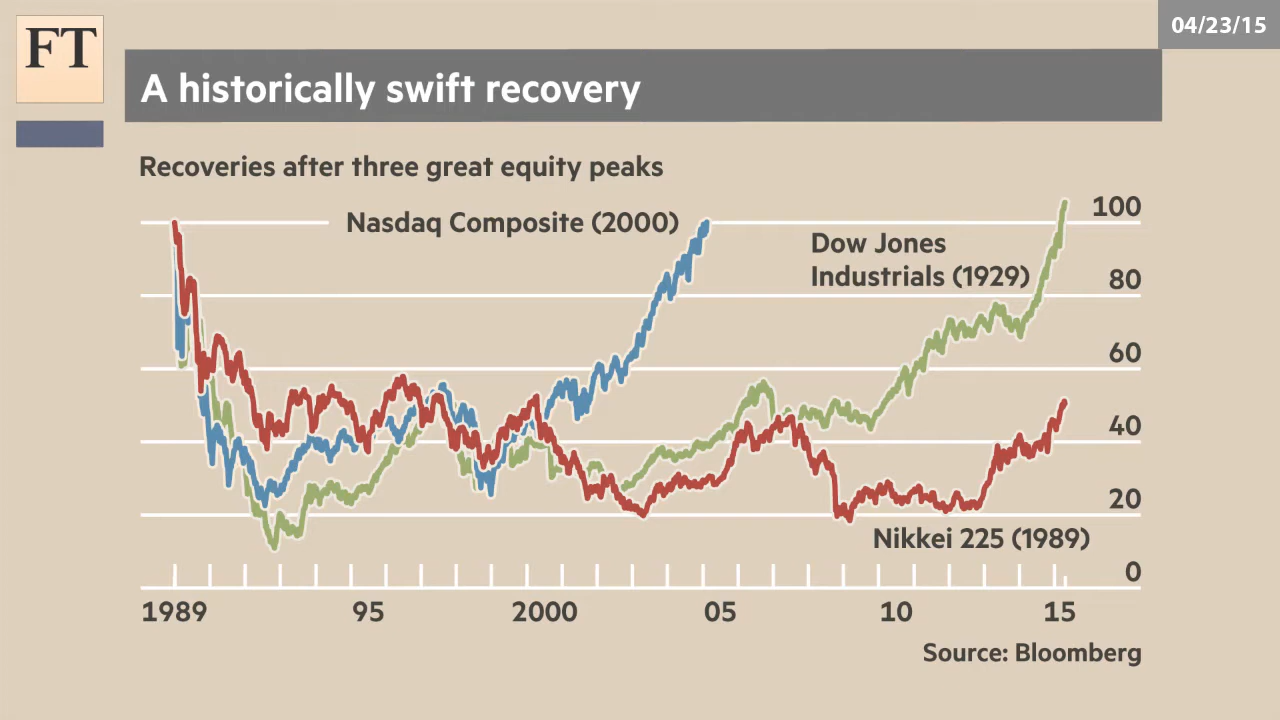 FT
04/23/15
A historically swift recovery
Recoveries after three great equity peaks
Nasdaq Composite (2000)
100
Dow Jones
Industrials (1929)
80
60
40
20
Nikkei 225 (1989)
0
1989 95 2000 05 10 15
Source: Bloomberg